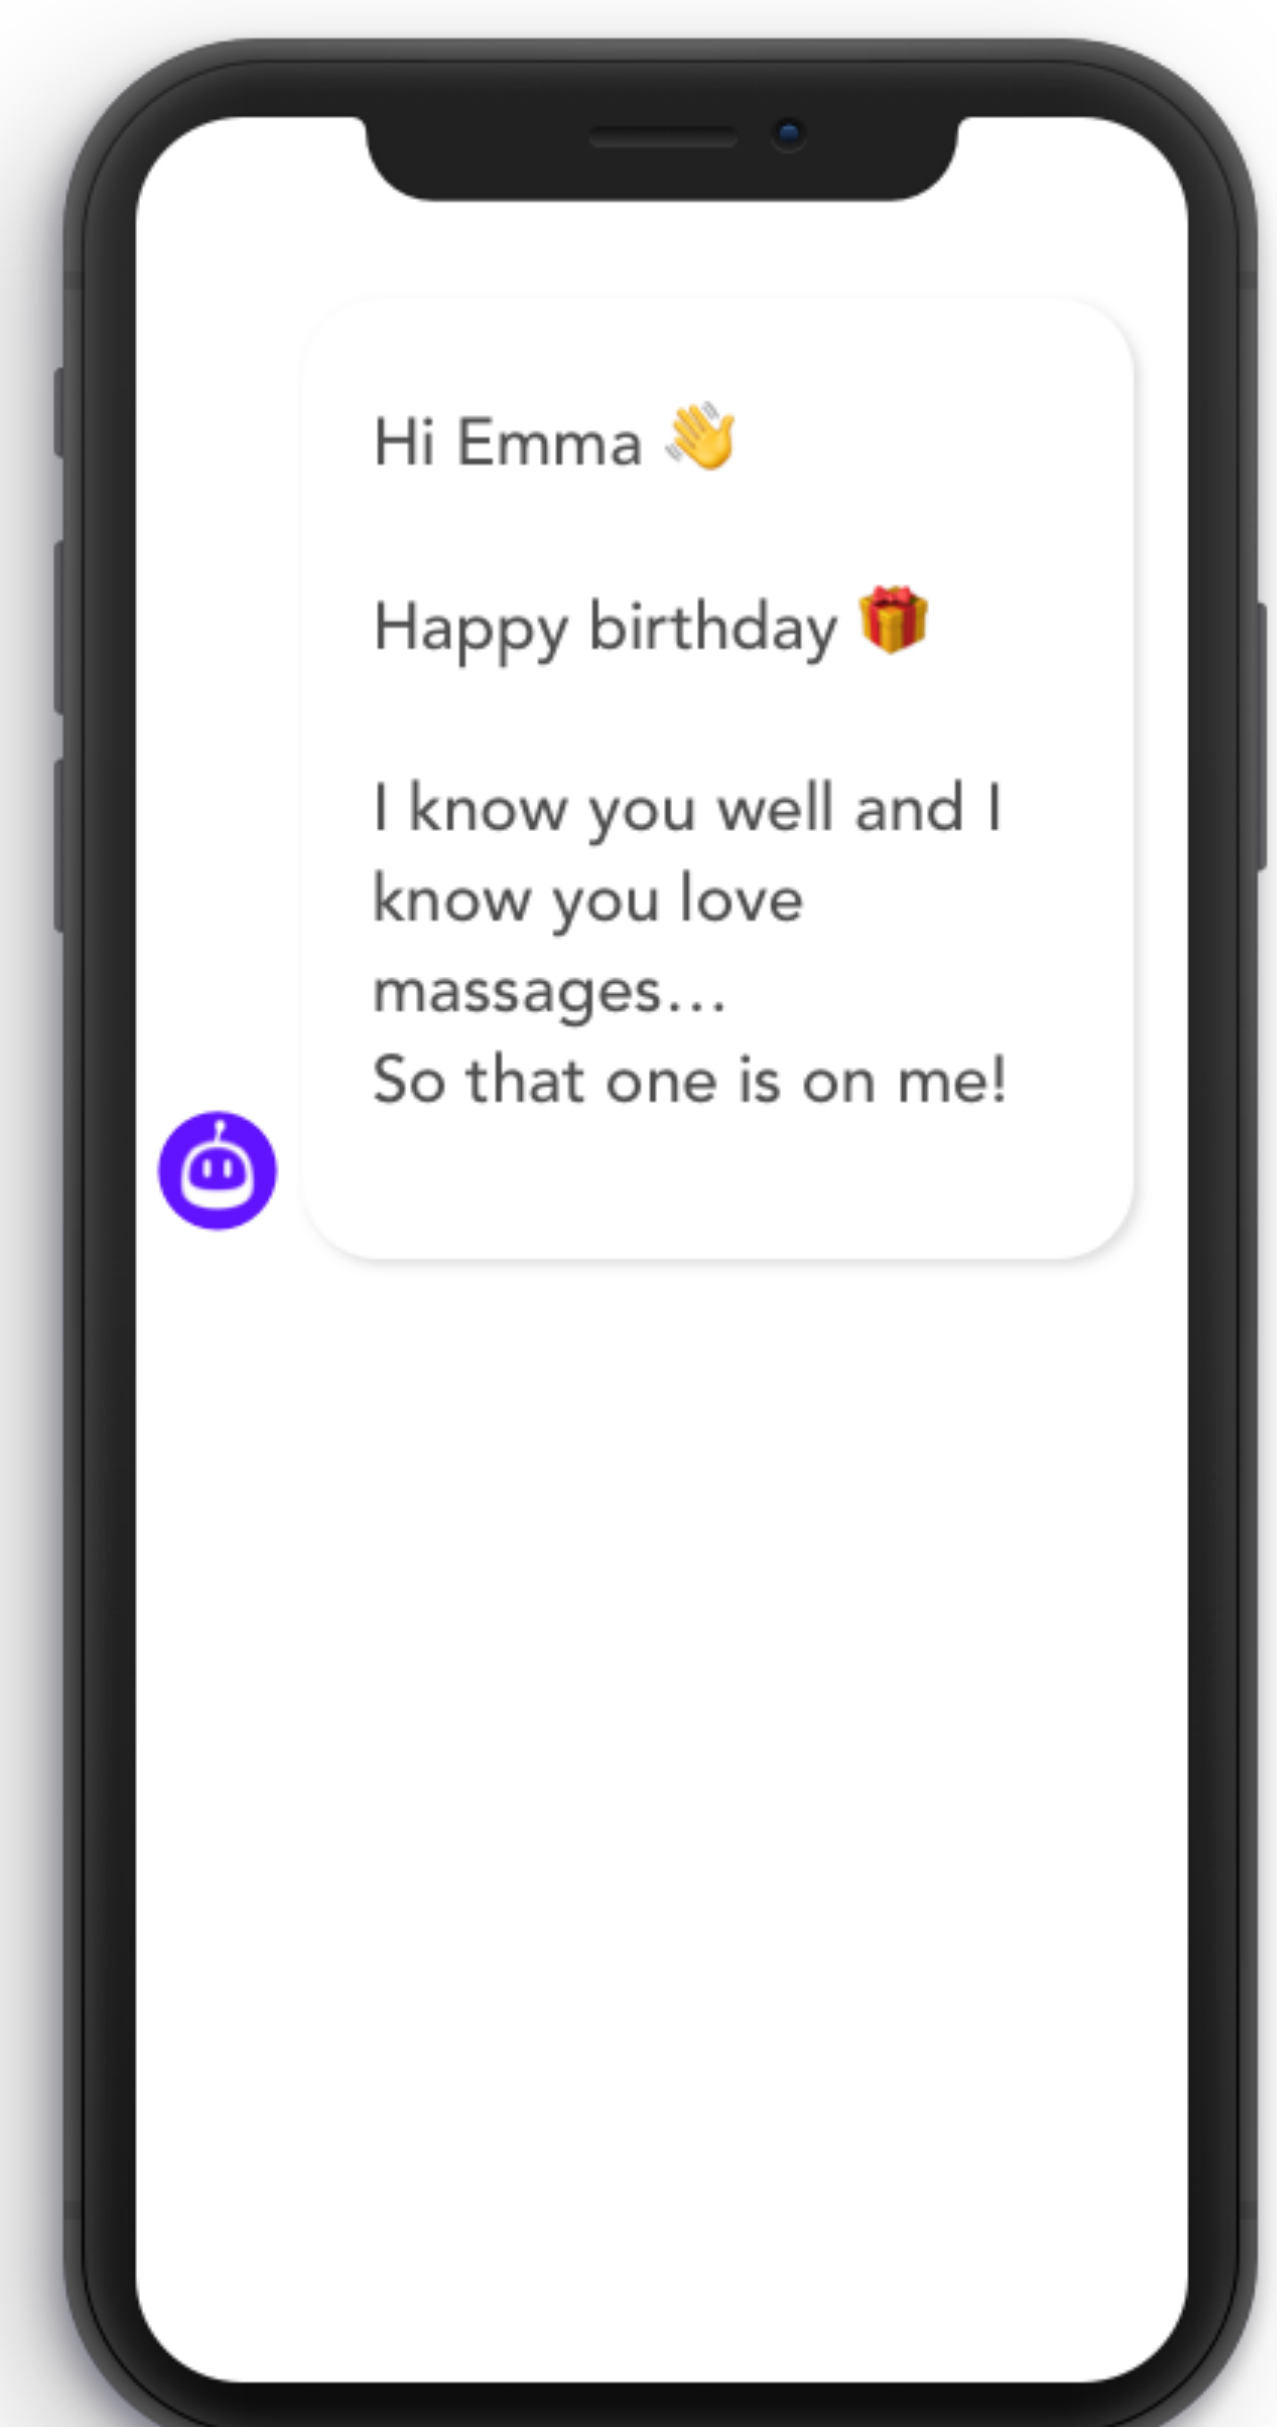 Hi Emma 👋
Happy birthday 🎁
I know you well and I
know you love
massages...
So that one is on me!